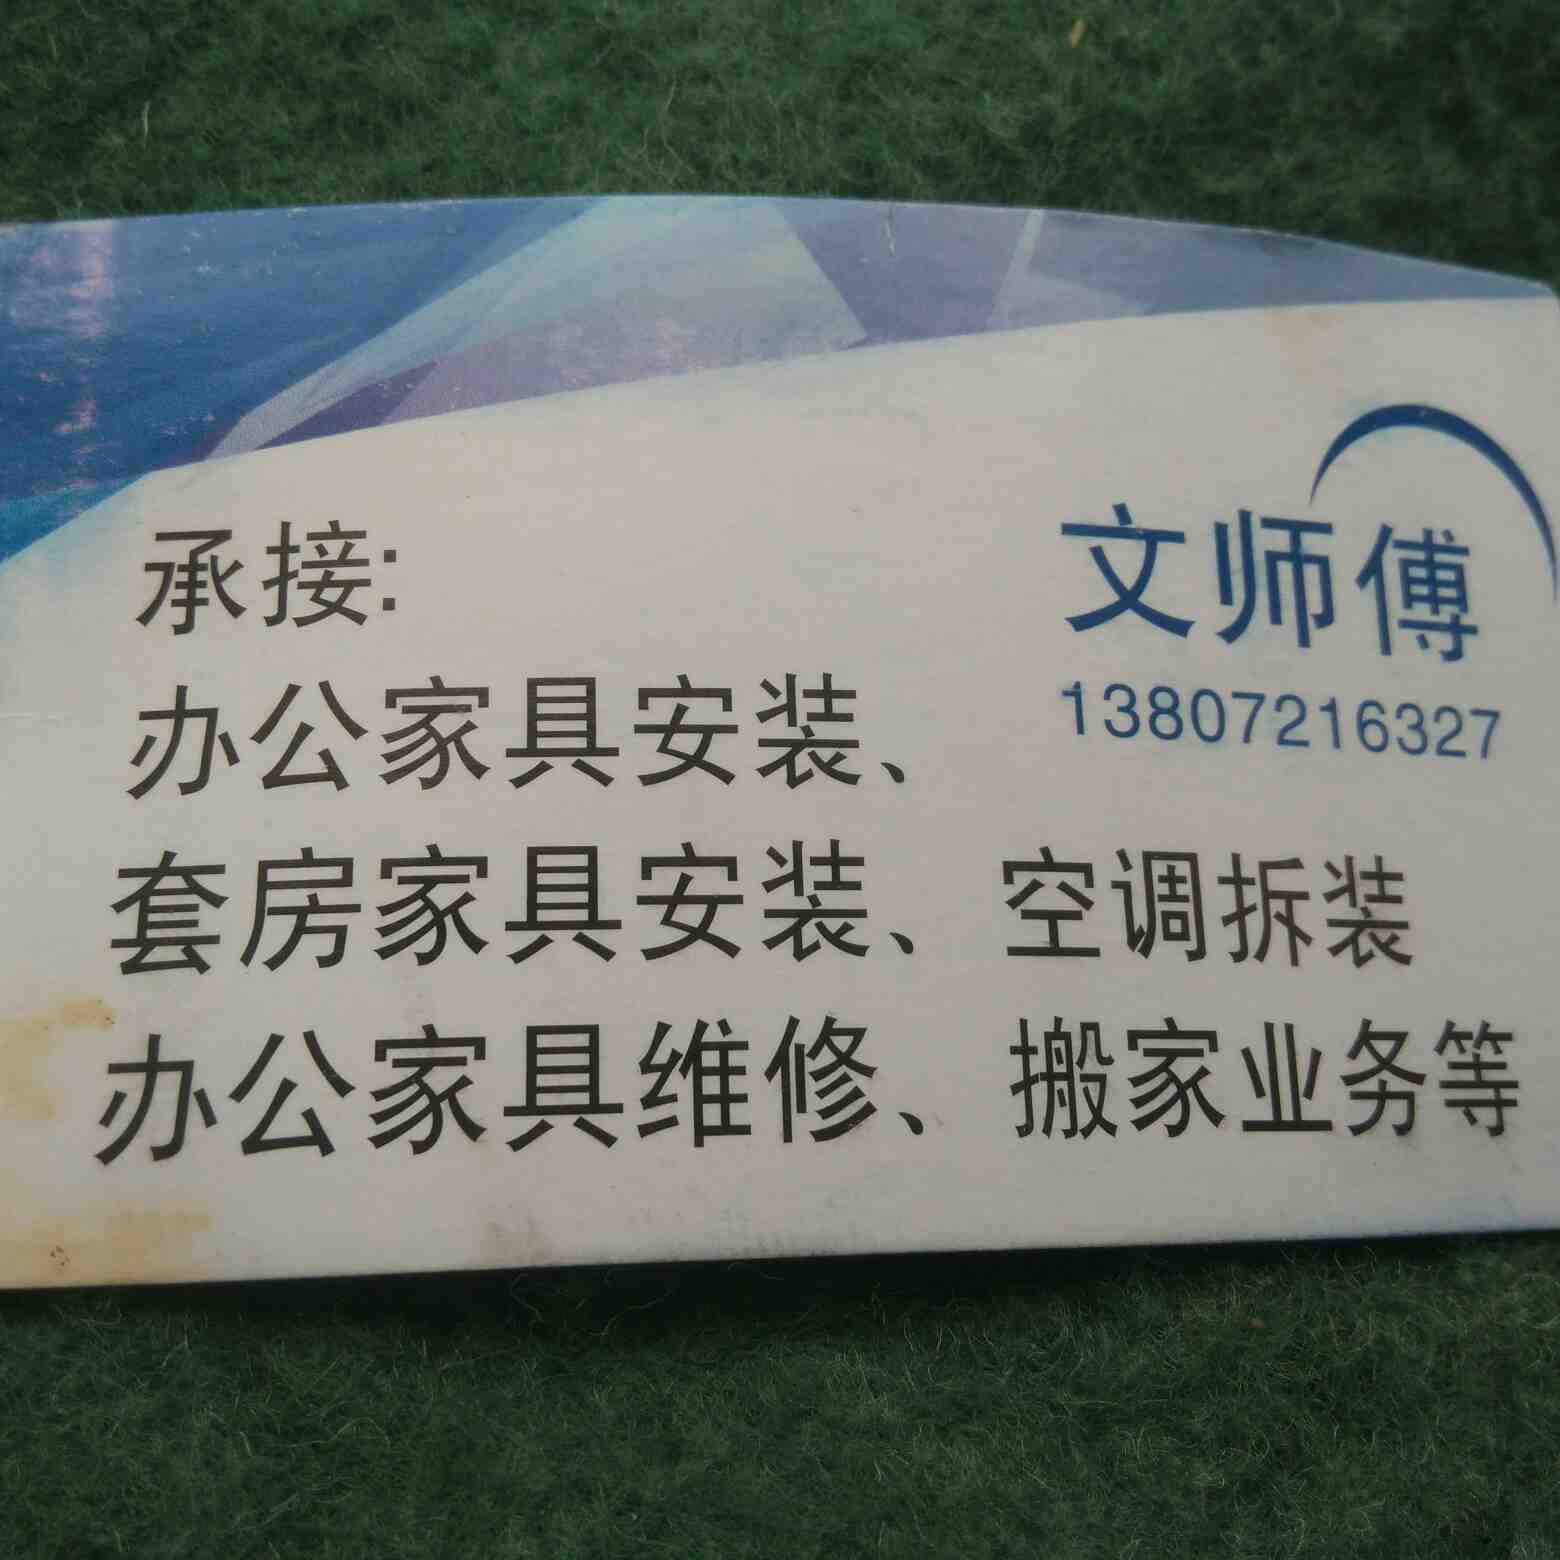 承接:
文师傅
13807216327
办公家具安装、
套房家具安装、空调拆装
办公家具维修、搬家业务等